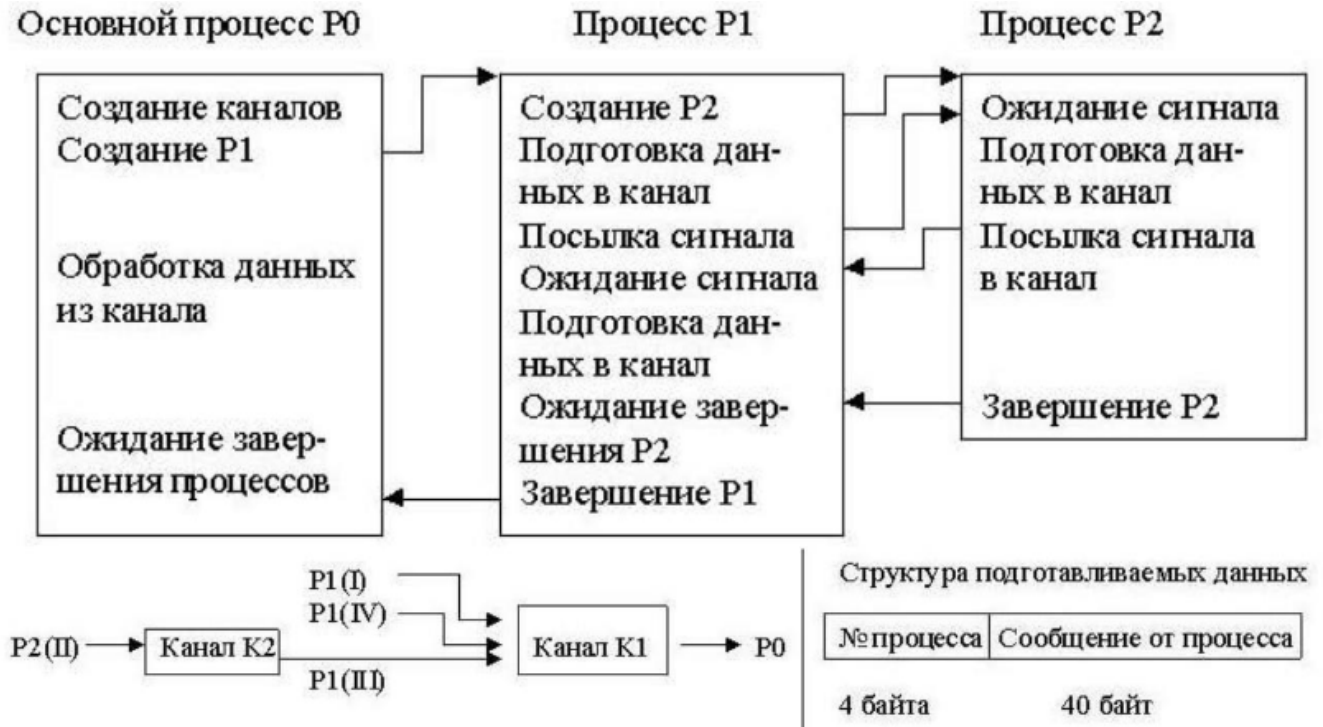 Основной процесс P0
Процесс P1
Процесс P2
Создание каналов
Создание P1
Обработка данных
из канала
Ожидание завер-
шения процессов
Создание P2
Подготовка дан-
ных в канал
Посылка сигнала
Ожидание сигнала
Подготовка дан-
ных в канал
Ожидание завер-
шения P2
Завершение P1
Ожидание сигнала
Подготовка дан-
ных в канал
Посылка сигнала
в канал
Завершение P2
P2(II)
Канал K2
P1(I)
P1(IV)
P1(III)
Канал K1
P0
Структура подготавливаемых данных
№процесса
Сообщение от процесса
4 байта
40 байт